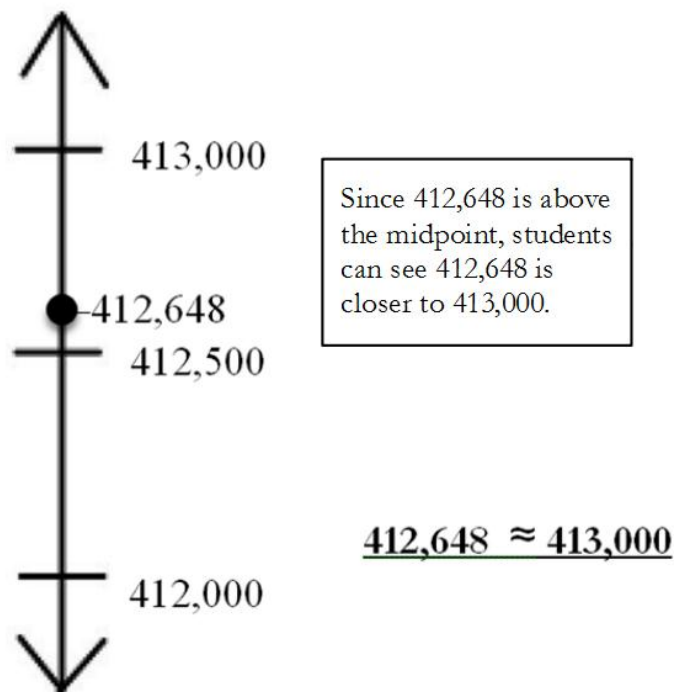 413,000
Since 412,648 is above
the midpoint, students
can see 412,648 is
closer to 413,000.
412,648
412,500
412,648 ≈ 413,000
412,000